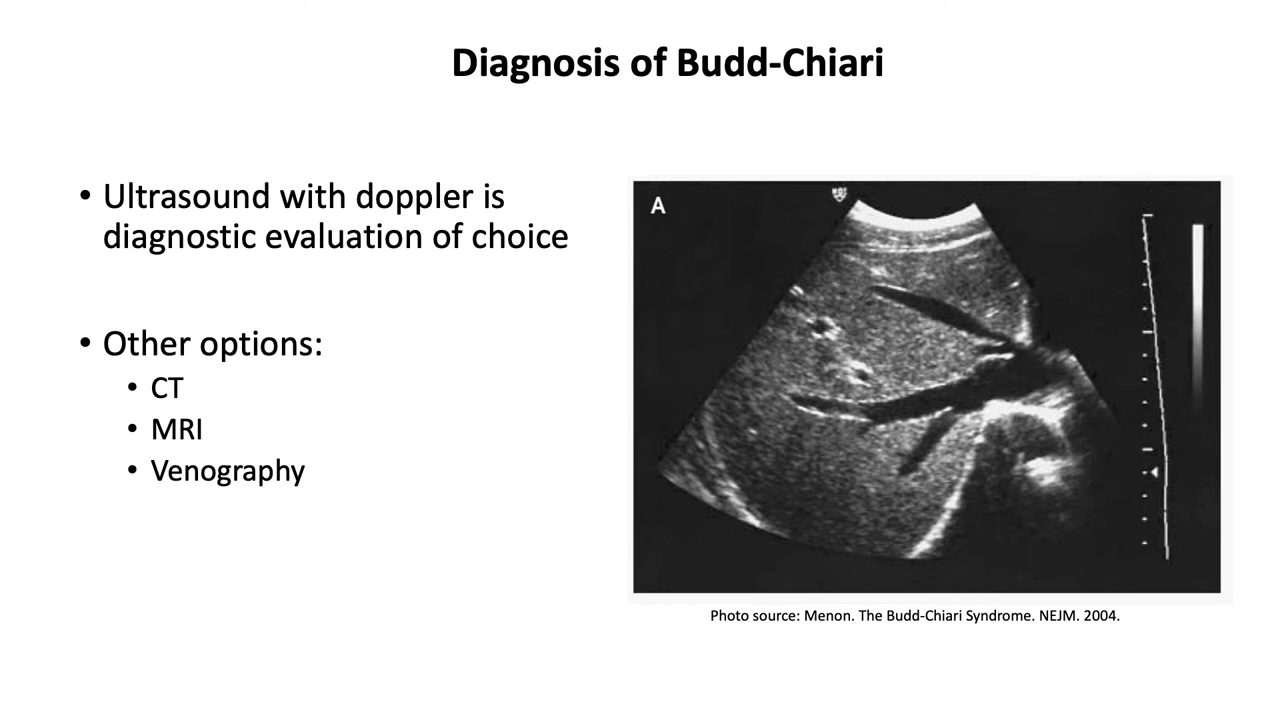 Diagnosis of Budd-Chiari
• Ultrasound with doppler is
diagnostic evaluation of choice
• Other options:
• CT
• MRI
• Venography
A
Photo source: Menon. The Budd-Chiari Syndrome. NEJM. 2004.